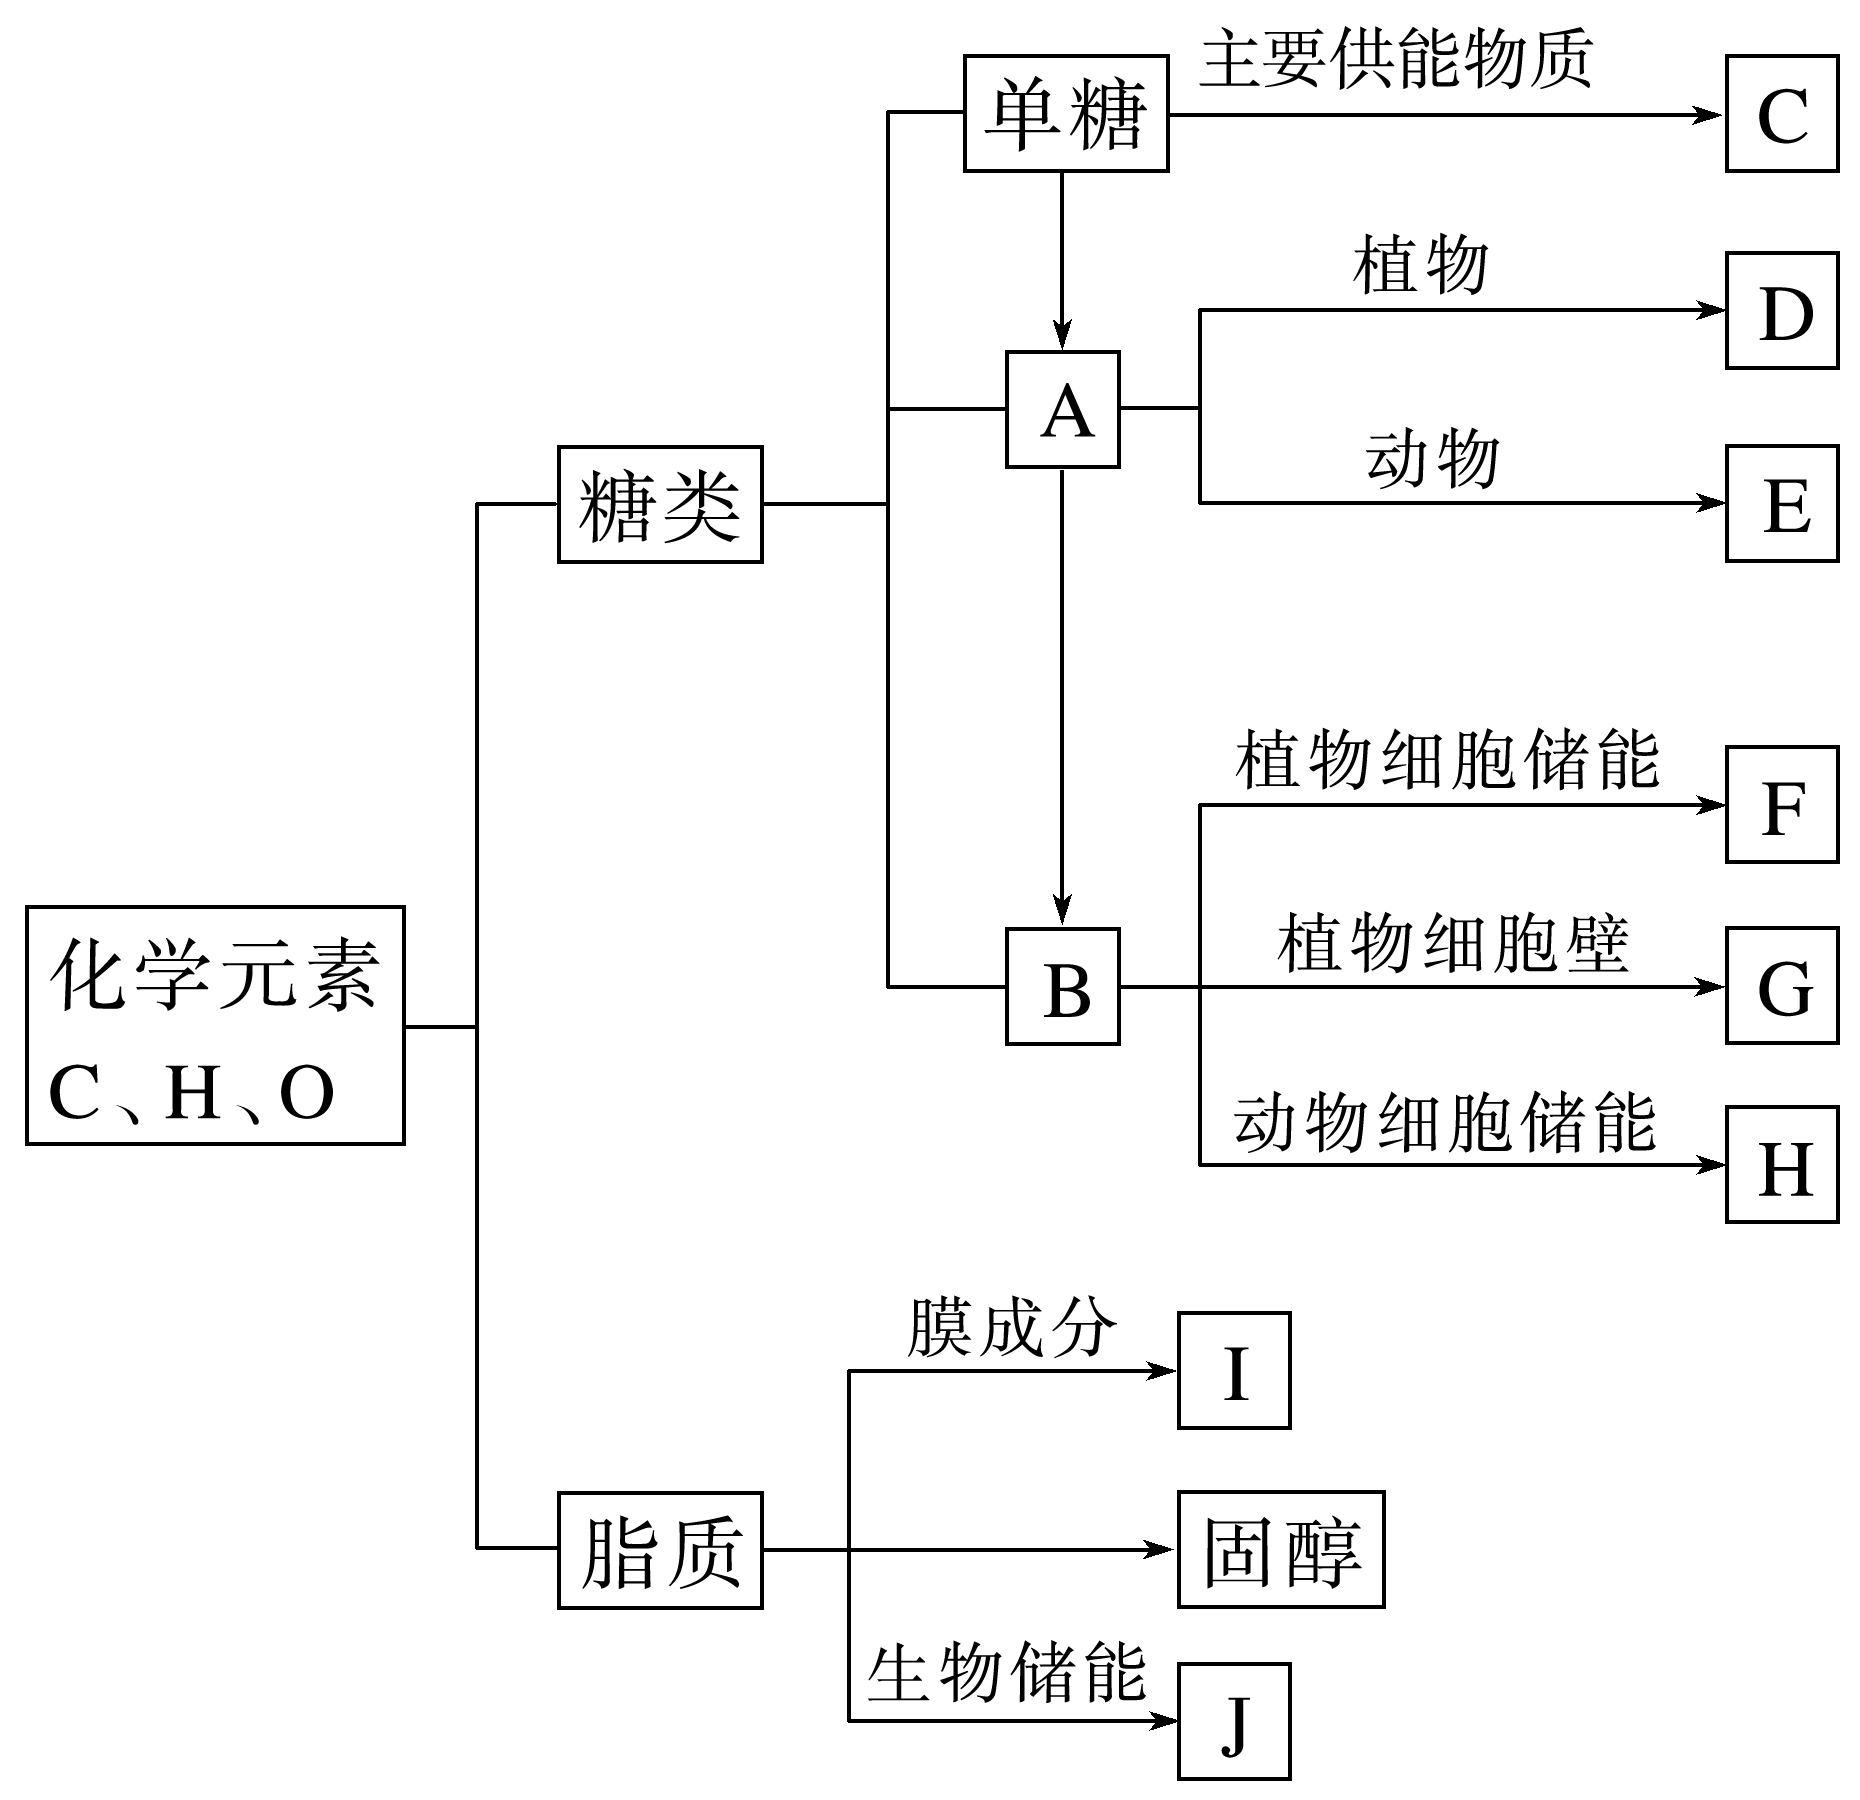 主要供能物质
单糖
C
植物
D
A
动物
E
糖类
植物细胞储能
F
化学元素
C、H、O
植物细胞壁
B
G
动物细胞储能
H
膜成分
I
脂质
固醇
生物储能
J